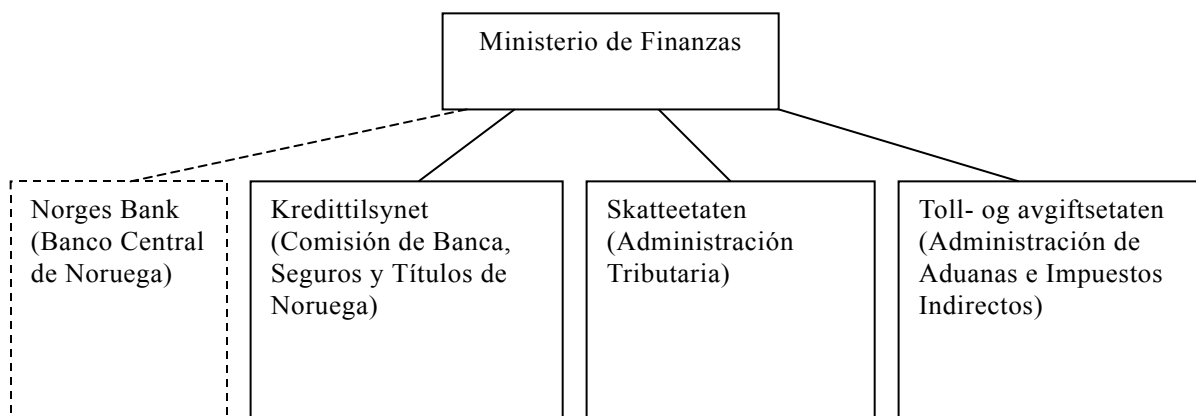 Ministerio de Finanzas
Norges Bank
(Banco Central
de Noruega)
Kredittilsynet
(Comisión de Banca,
Seguros y Títulos de
Noruega)
Skatteetaten
(Administración
Tributaria)
Toll- og avgiftsetaten
(Administración de
Aduanas e Impuestos
Indirectos)